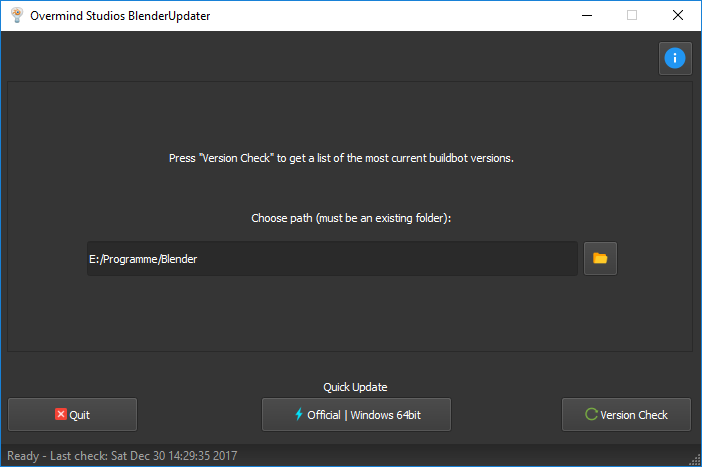 Overmind Studios BlenderUpdater
Press "Version Check" to get a list of the most current buildbot versions.
Choose path (must be an existing folder):
E:/Programme/Blender
Quick Update
Quit
Official | Windows 64bit
Version Check
Ready - Last check: Sat Dec 30 14:29:35 2017